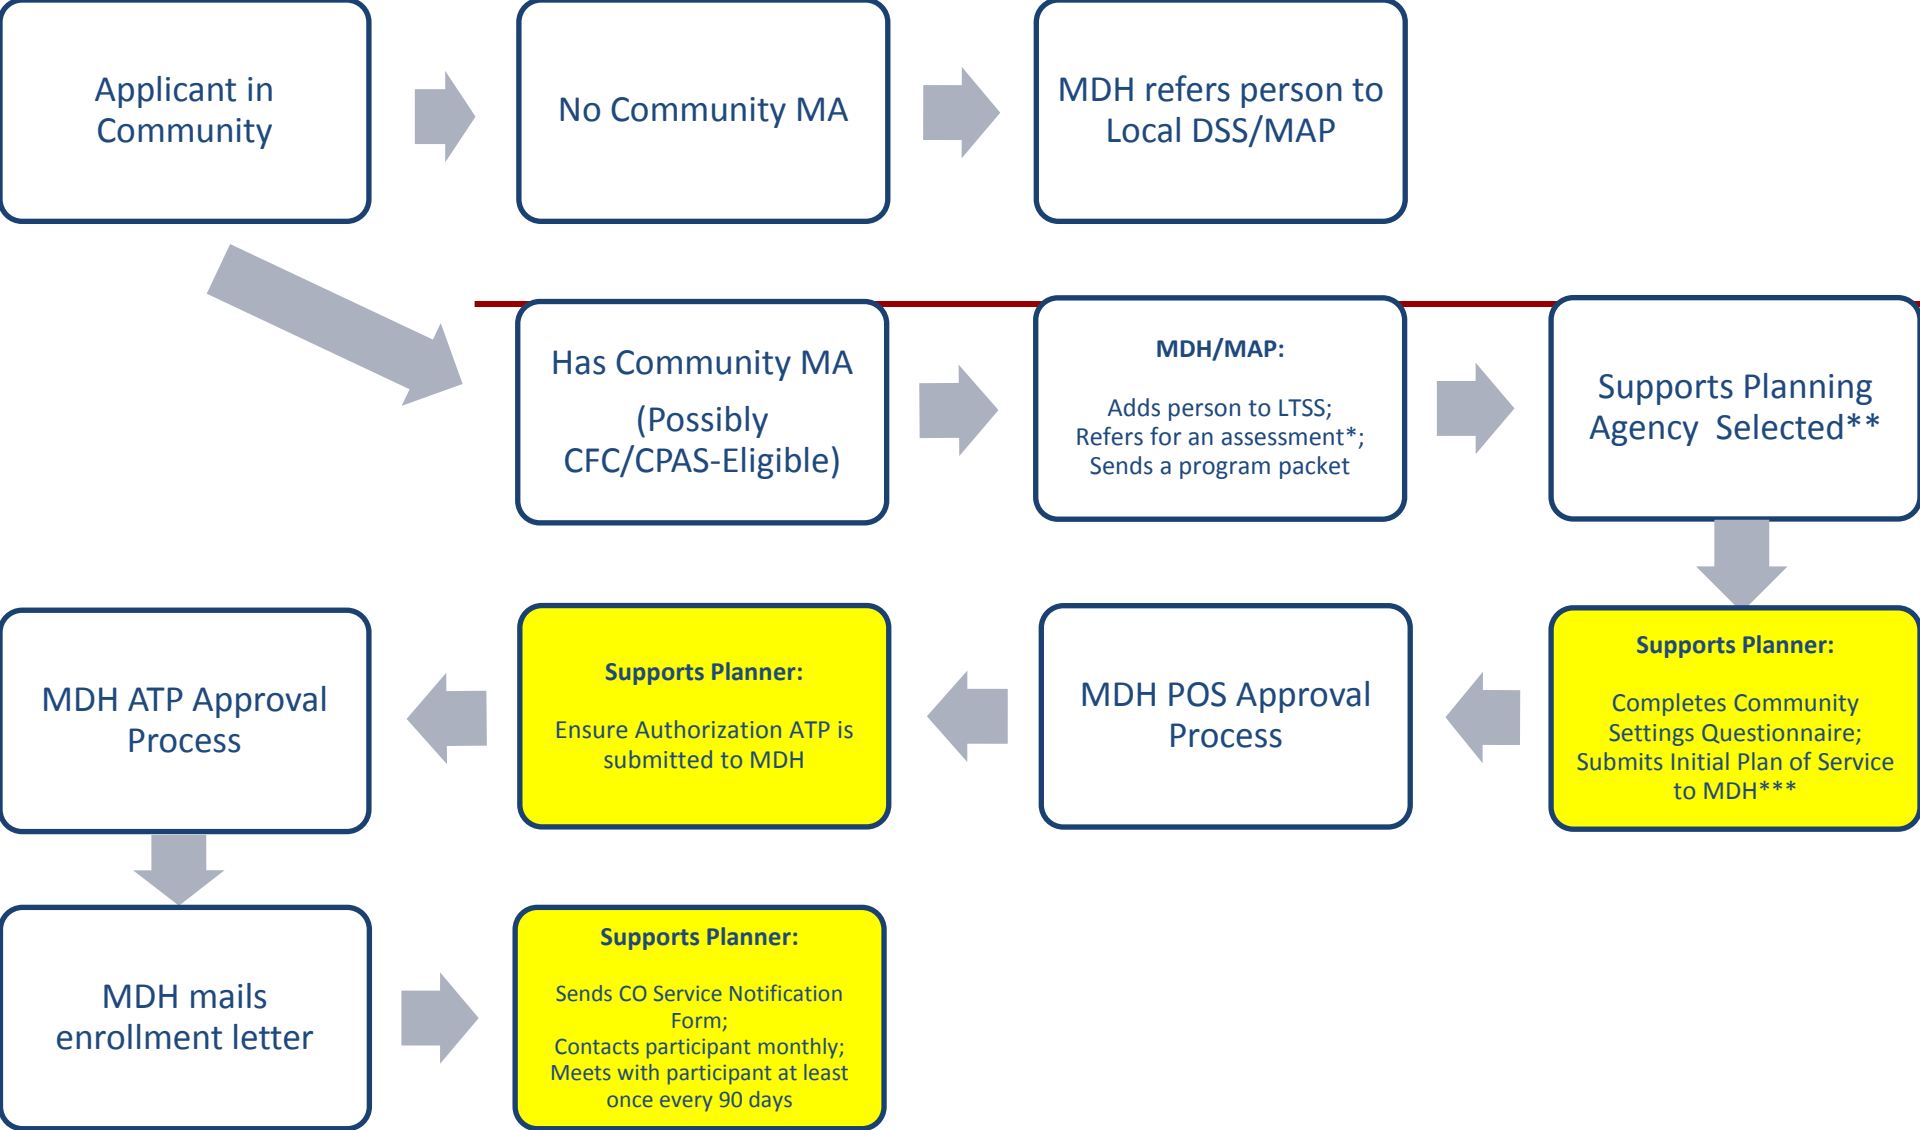 Applicant in
Community
No Community MA
MDH refers person to
Local DSS/MAP
Has Community MA
(Possibly
CFC/CPAS-Eligible)
MDH/MAP:
Adds person to LTSS;
Refers for an assessment*;
Sends a program packet
Supports Planning
Agency Selected**
Supports Planner:
Completes Community
Settings Questionnaire;
Submits Initial Plan of Service
to MDH***
MDH POS Approval
Process
Supports Planner:
Ensure Authorization ATP is
submitted to MDH
MDH ATP Approval
Process
MDH mails
enrollment letter
Supports Planner:
Sends CO Service Notification
Form;
Contacts participant monthly;
Meets with participant at least
once every 90 days